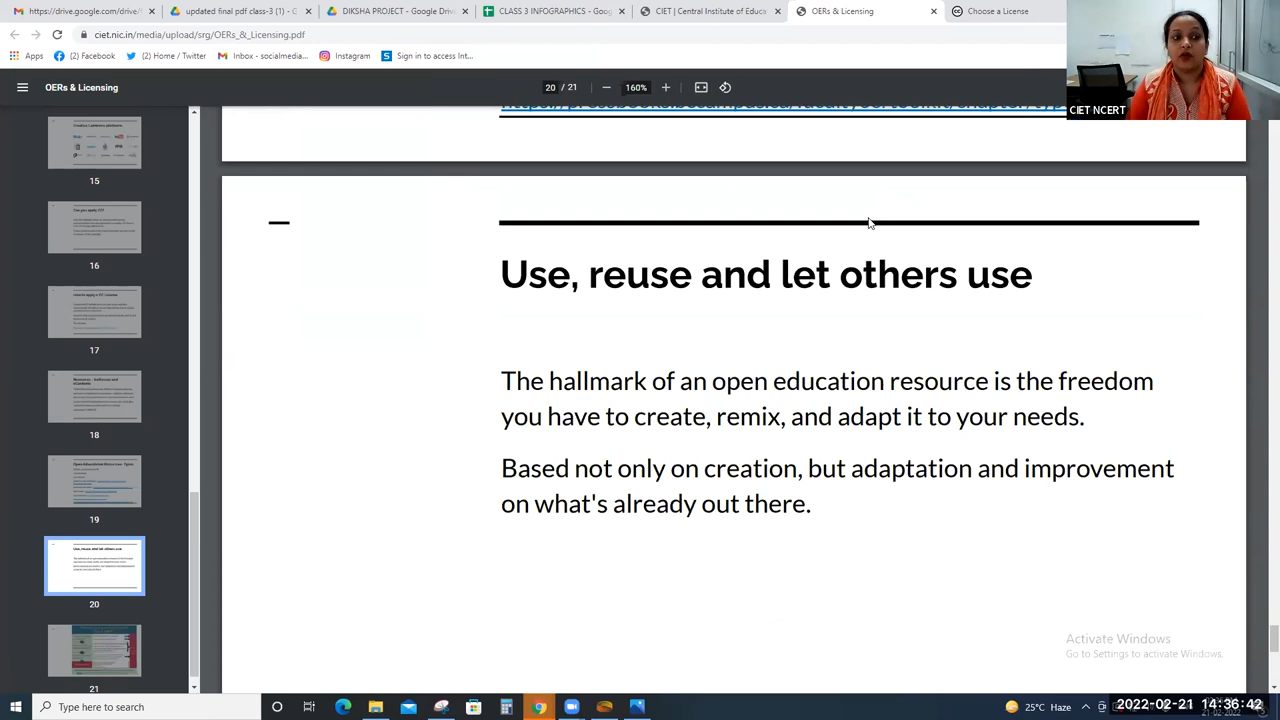 https://drive.google.com/drive/
updated final pdf class-3 (1) - G
DIKSHA PROJECT - Google Drive
CLASS 3 INFOGRAPHICS - Goog
CIET | Central Institute of Educ
OERs & Licensing
Choose a License
ciet.nic.in/media/upload/srg/OERs_&_Licensing.pdf
Apps
(2) Facebook
(2) Home / Twitter
Inbox - socialmedia...
Instagram
Sign in to access Int...
OERs & Licensing
20 / 21
160%
CIET NCERT
15
16
17
18
19
20
21
Use, reuse and let others use
The hallmark of an open education resource is the freedom
you have to create, remix, and adapt it to your needs.
Based not only on creation, but adaptation and improvement
on what's already out there.
Activate Windows
Go to Settings to activate Windows.
Type here to search
25°C Haze
2022-02-21 14:36:42